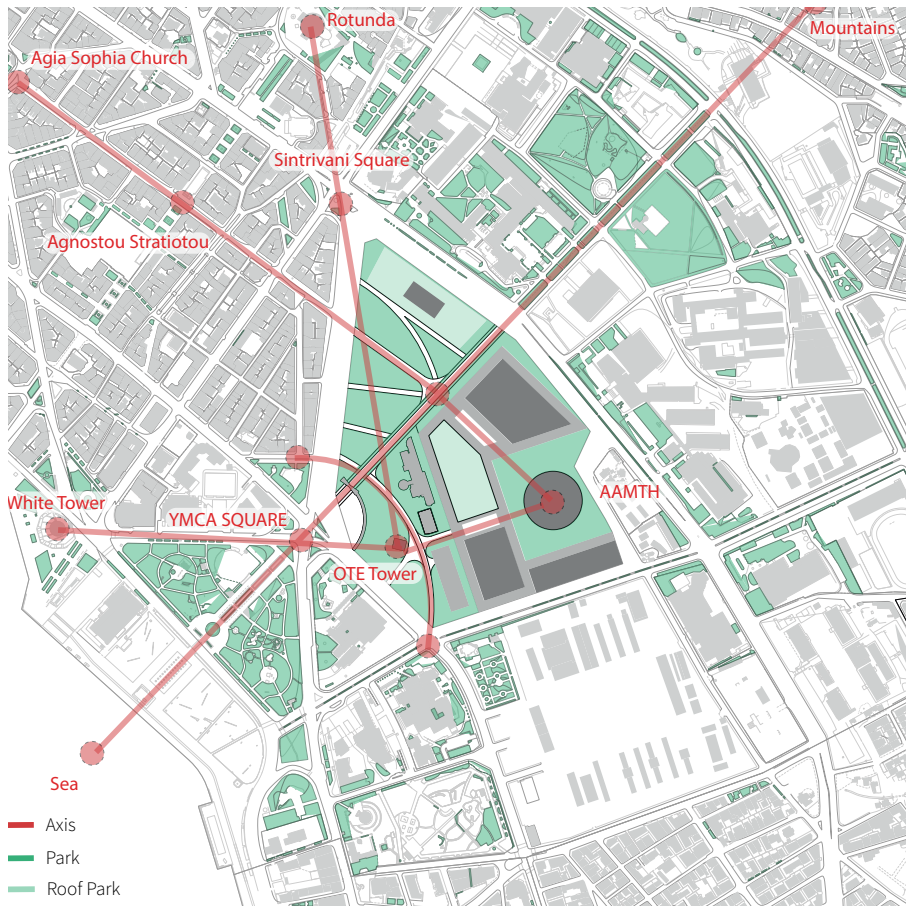 Rotunda
Mountains
Agia Sophia Church
Sintrivani Square
Agnostou Stratiotou
AAMTH
White Tower
YMCA SQUARE
OTE Tower
Sea
Axis
Park
Roof Park